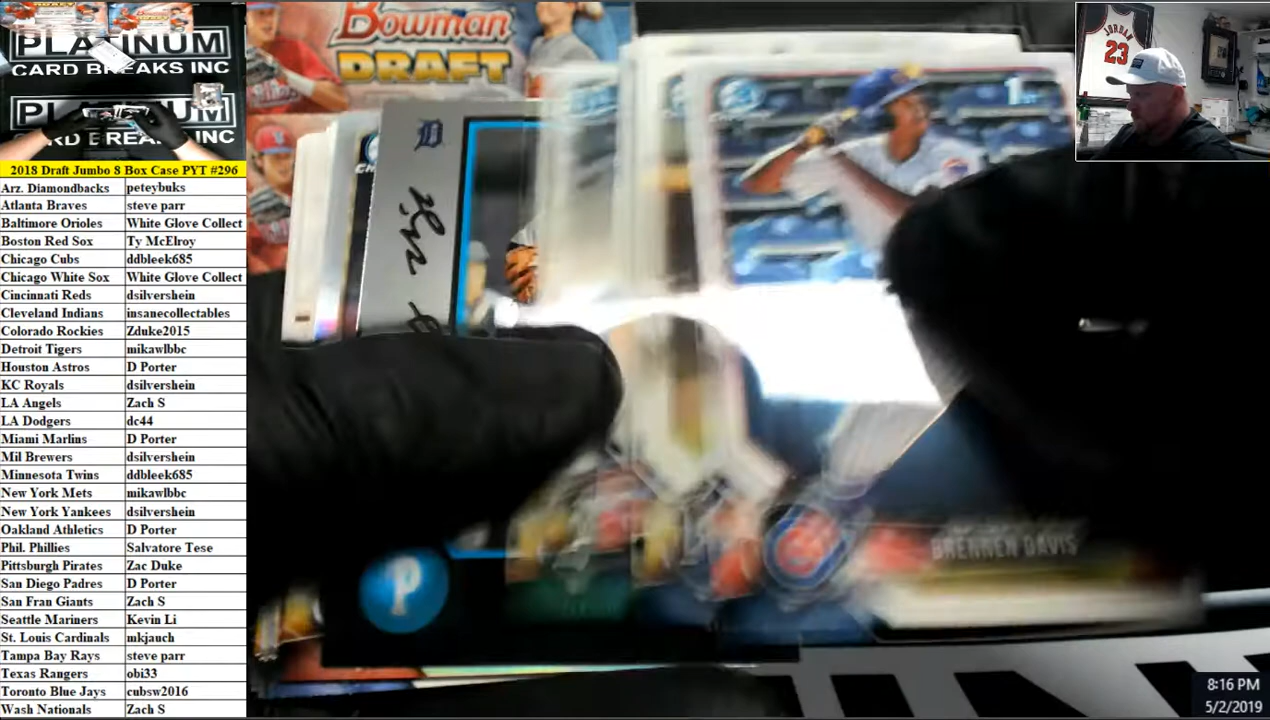 PLATINUM
CARD BREAKS INC
PLATINUM
CARD BREAKS INC
2018 Draft Jumbo 8 Box Case PYT #296
Arz. Diamondbacks peteybuks
Atlanta Braves steve parr
Baltimore Orioles White Glove Collect
Boston Red Sox Ty McElroy
Chicago Cubs ddbleek685
Chicago White Sox White Glove Collect
Cincinnati Reds dsilvershein
Cleveland Indians insanecollectables
Colorado Rockies Zduke2015
Detroit Tigers mikawlbbc
Houston Astros D Porter
KC Royals dsilvershein
LA Angels Zach S
LA Dodgers dc44
Miami Marlins D Porter
Mil Brewers dsilvershein
Minnesota Twins ddbleek685
New York Mets mikawlbbc
New York Yankees dsilvershein
Oakland Athletics D Porter
Phil. Phillies Salvatore Tese
Pittsburgh Pirates Zac Duke
San Diego Padres D Porter
San Fran Giants Zach S
Seattle Mariners Kevin Li
St. Louis Cardinals mkjauch
Tampa Bay Rays steve parr
Texas Rangers obi33
Toronto Blue Jays cubsw2016
Wash Nationals Zach S
Bowman
DRAFT
D
P
BRENNEN DAVIS
JORDAN
23
8:16 PM
5/2/2019